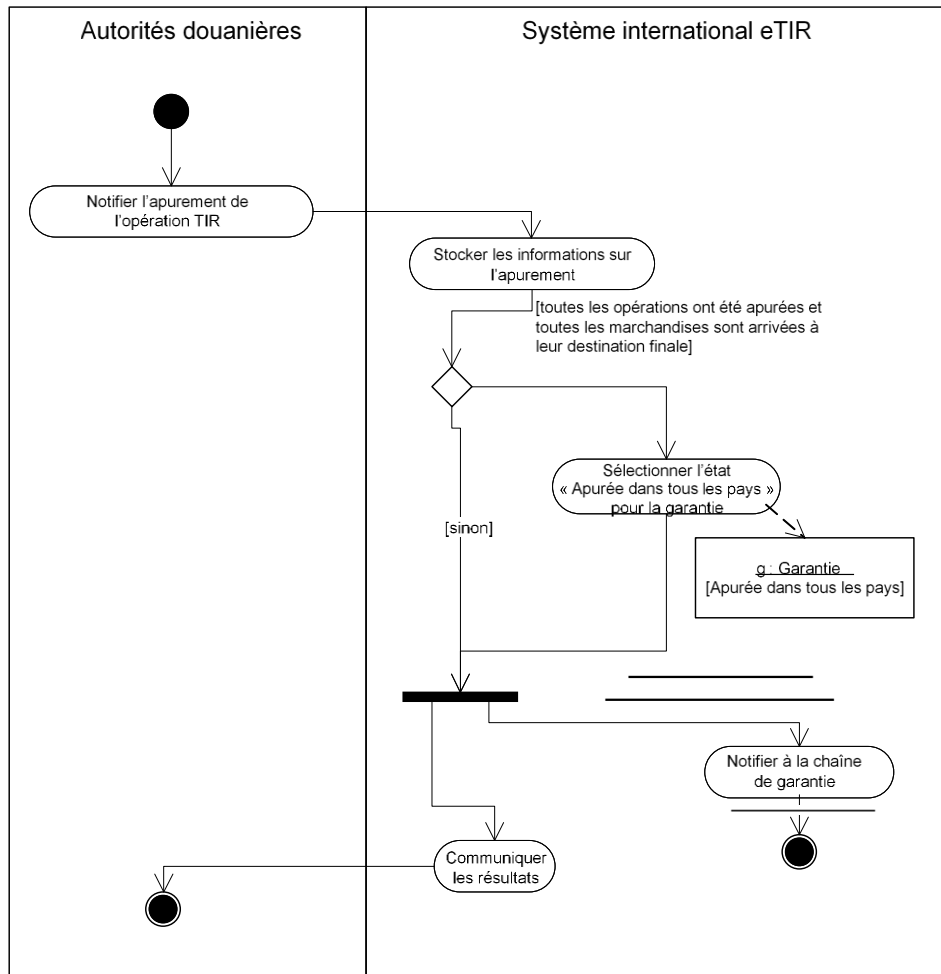 Autorités douanières
Système international eTIR
Notifier l'apurement de
l'opération TIR
Stocker les informations sur
l'apurement
[toutes les opérations ont été apurées et
toutes les marchandises sont arrivées à
leur destination finale]
Sélectionner l'état
« Apurée dans tous les pays »
pour la garantie
[sinon]
g : Garantie
[Apurée dans tous les pays]
Notifier à la chaîne
de garantie
Communiquer
les résultats